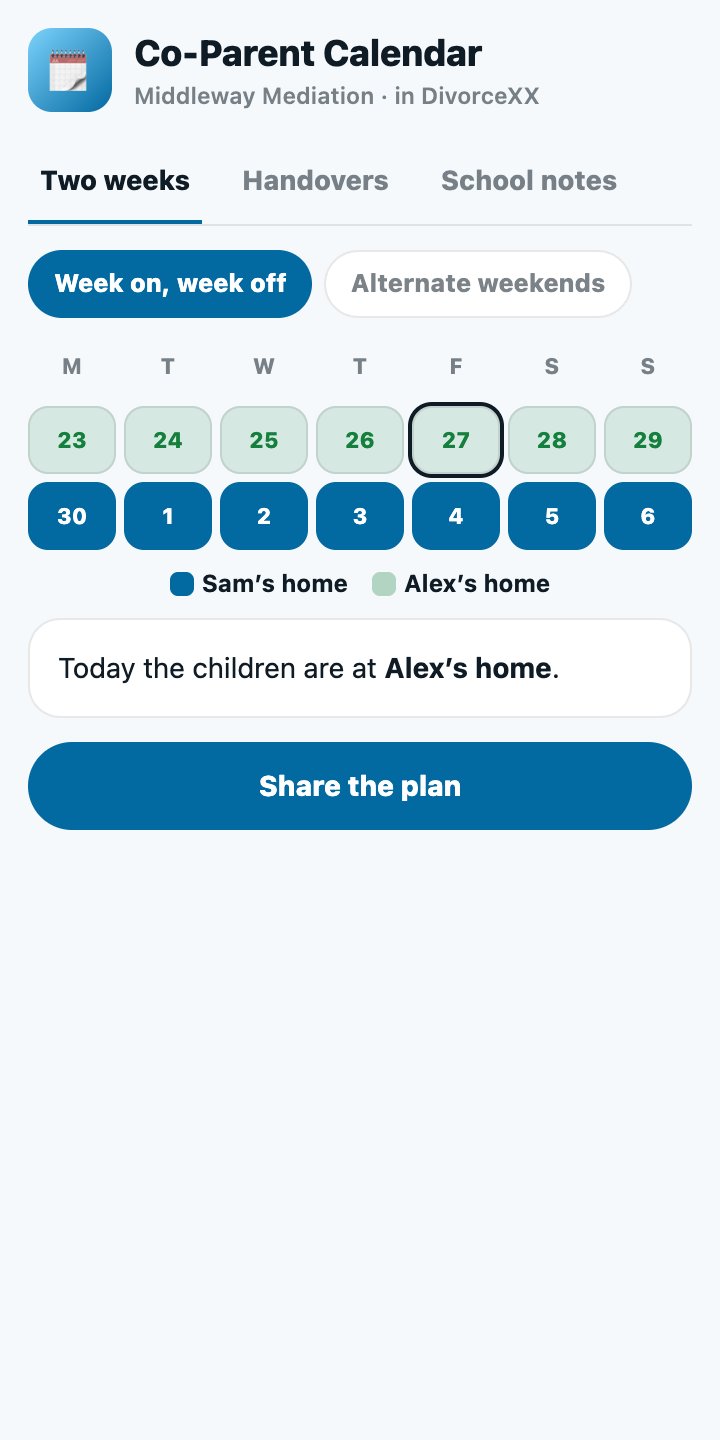 Co-Parent Calendar
Middleway Mediation · in DivorceXX
Two weeks Handovers School notes
Week on, week off Alternate weekends
M T W T F S S
23 24 25 26 27 28 29
30 1 2 3 4 5 6
Sam’s home Alex’s home
Today the children are at Alex’s home.
Share the plan